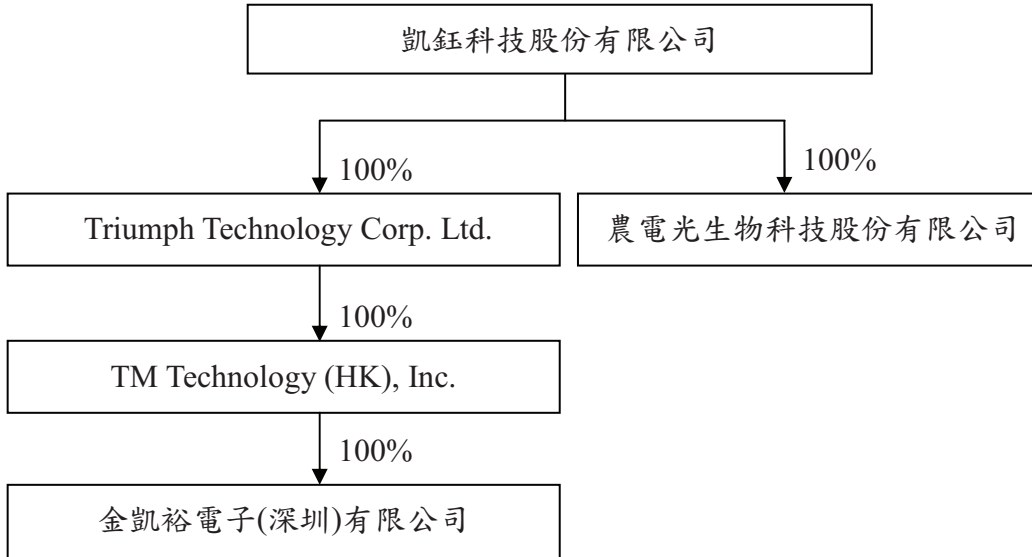 凱鈺科技股份有限公司
100%
100%
Triumph Technology Corp. Ltd.
農電光生物科技股份有限公司
100%
TM Technology (HK), Inc.
100%
金凱裕電子(深圳)有限公司